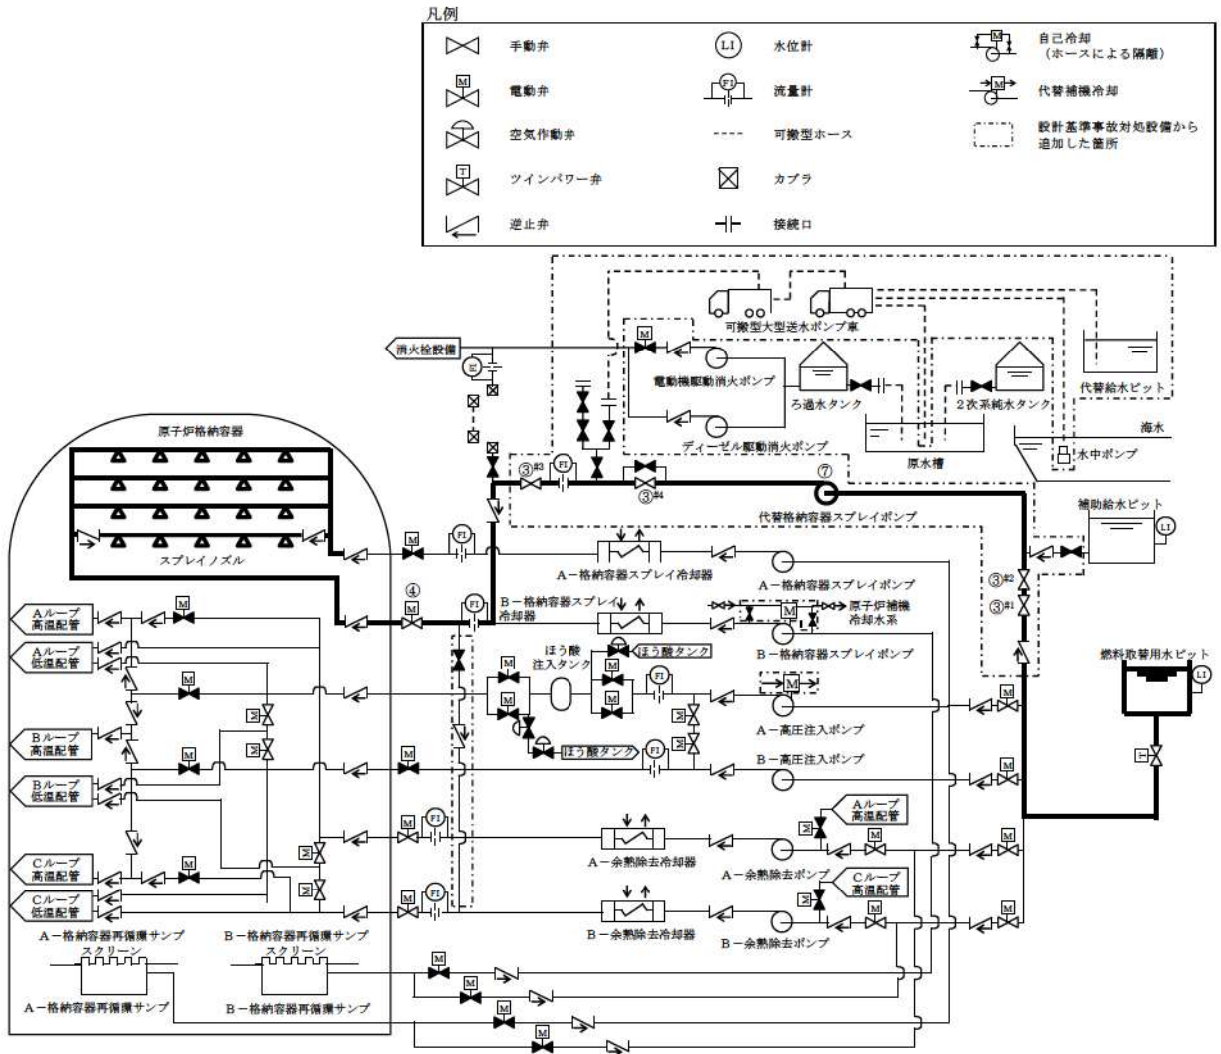 凡例
手動弁
電動弁
空気作動弁
ツインパワー弁
逆止弁
LI
水位計
FI
流量計
可搬型ホース
カプラ
接続口
自己冷却
(ホースによる隔離)
代替補機冷却
設計基準事故対処設備から
追加した箇所
M
T
M
M
可搬型大型送水ポンプ車
消火栓設備
FI
M
電動機駆動消火ポンプ
ディーゼル駆動消火ポンプ
ろ過水タンク
2次系純水タンク
代替給水ピット
原水槽
海水
水中ポンプ
原子炉格納容器
スプレイノズル
③#3
FI
③#4
⑦
代替格納容器スプレイポンプ
補助給水ピット
LI
③#2
③#1
燃料取替用水ピット
LI
T
M
FI
A-格納容器スプレイ冷却器
A-格納容器スプレイポンプ
④
M
FI
B-格納容器スプレイ
冷却器
M
原子炉補機
冷却水系
B-格納容器スプレイポンプ
Aループ
高温配管
M
Aループ
低温配管
ほう酸
注入タンク
ほう酸タンク
M
M
M
M
M
FI
M
M
A-高圧注入ポンプ
M
M
M
ほう酸タンク
M
Bループ
高温配管
M
M
M
FI
B-高圧注入ポンプ
M
Bループ
低温配管
Aループ
高温配管
M
M
M
FI
A-余熱除去冷却器
A-余熱除去ポンプ
M
M
Cループ
高温配管
M
M
Cループ
高温配管
Cループ
低温配管
M
M
FI
B-余熱除去冷却器
B-余熱除去ポンプ
M
M
A-格納容器再循環サンプ
スクリーン
B-格納容器再循環サンプ
スクリーン
A-格納容器再循環サンプ
B-格納容器再循環サンプ
M
M
M
M